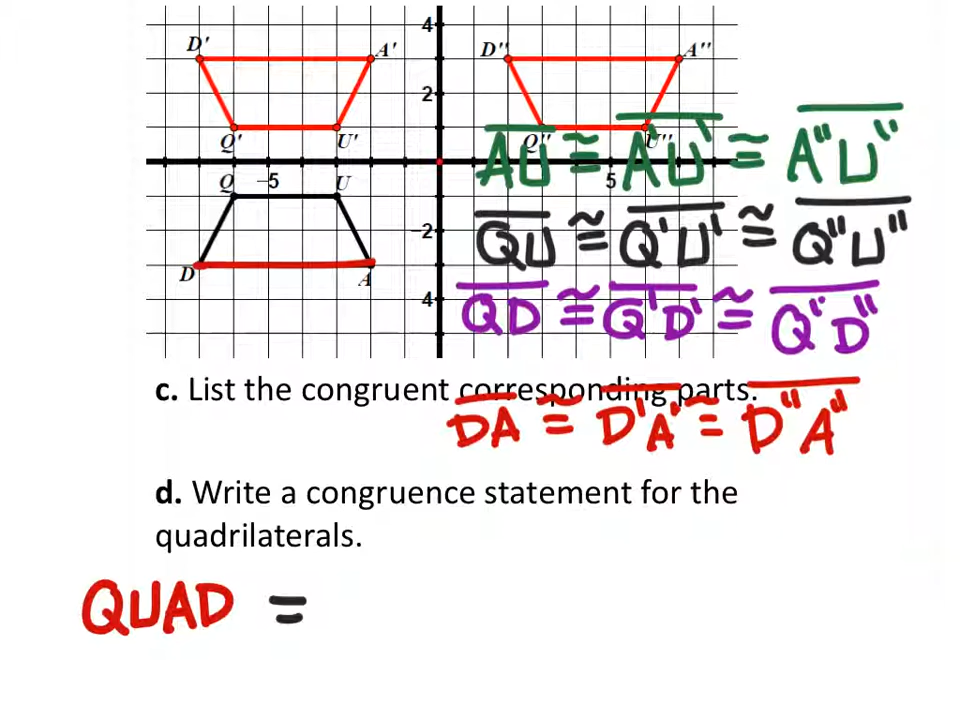 4
D' A' D'' A''
2
Q' U' Q'' U''
AU ≅ A'U' ≅ A''U''
Q -5 U 5
QU ≅ Q'U' ≅ Q''U''
-2
D A
QD ≅ Q'D' ≅ Q''D''
4
c. List the congruent corresponding parts.
DA ≅ D'A' ≅ D''A''
d. Write a congruence statement for the
quadrilaterals.
QUAD =